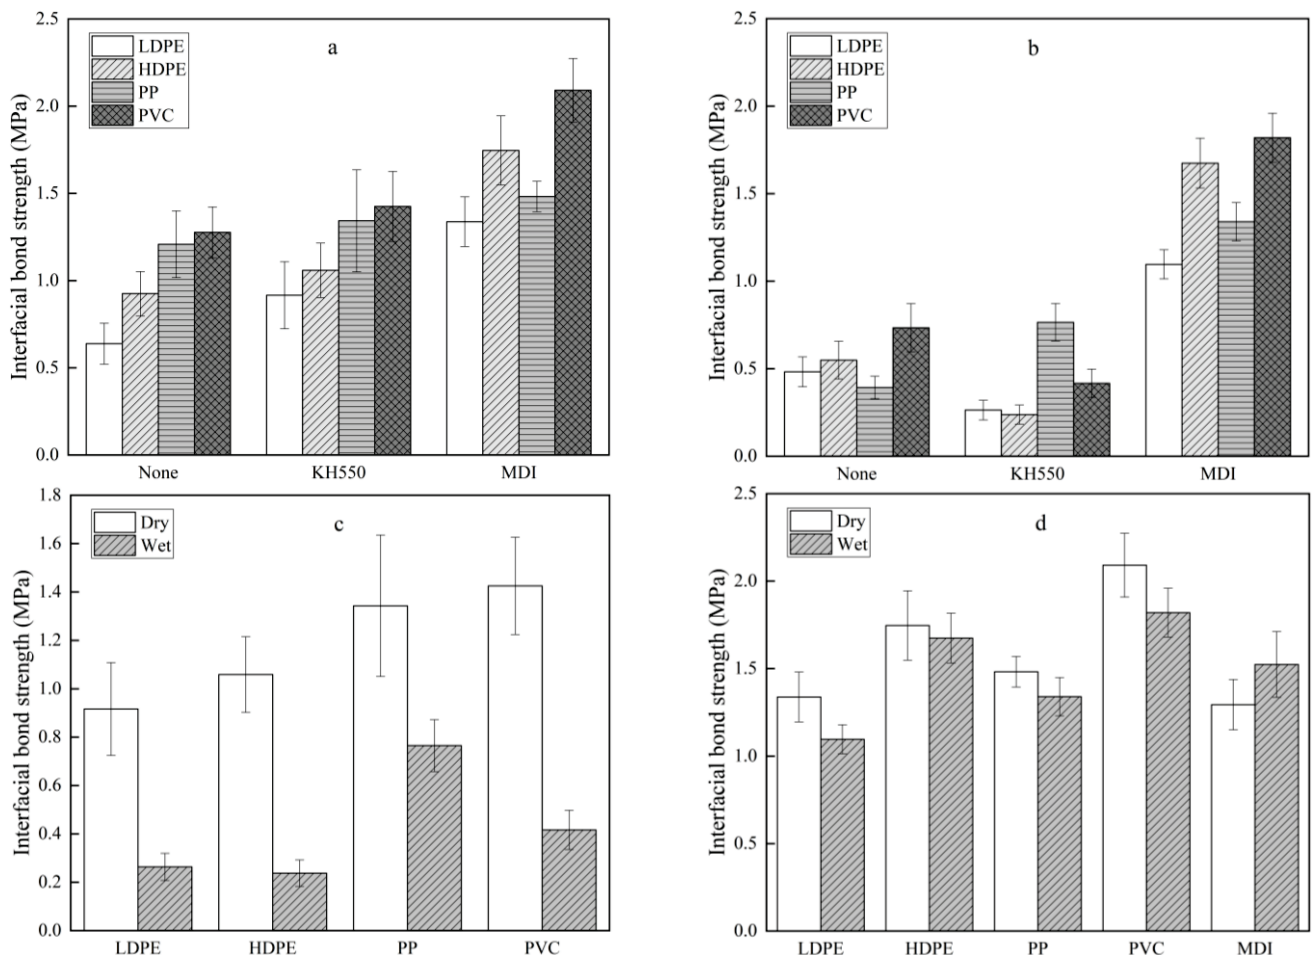 a
LDPE
HDPE
PP
PVC
Interfacial bond strength (MPa)
2.5
2.0
1.5
1.0
0.5
0.0
None KH550 MDI
b
LDPE
HDPE
PP
PVC
Interfacial bond strength (MPa)
2.5
2.0
1.5
1.0
0.5
0.0
None KH550 MDI
c
Dry
Wet
Interfacial bond strength (MPa)
1.8
1.6
1.4
1.2
1.0
0.8
0.6
0.4
0.2
0.0
LDPE HDPE PP PVC
d
Dry
Wet
Interfacial bond strength (MPa)
2.5
2.0
1.5
1.0
0.5
0.0
LDPE HDPE PP PVC MDI